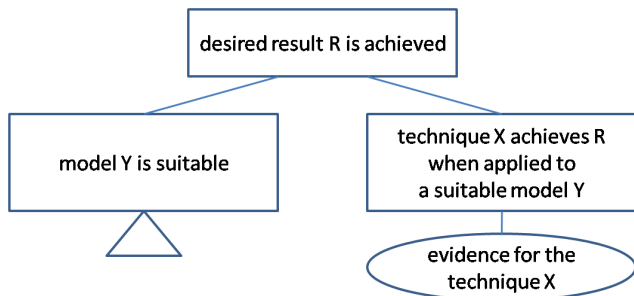 desired result R is achieved
model Y is suitable
technique X achieves R
when applied to
a suitable model Y
evidence for the
technique X